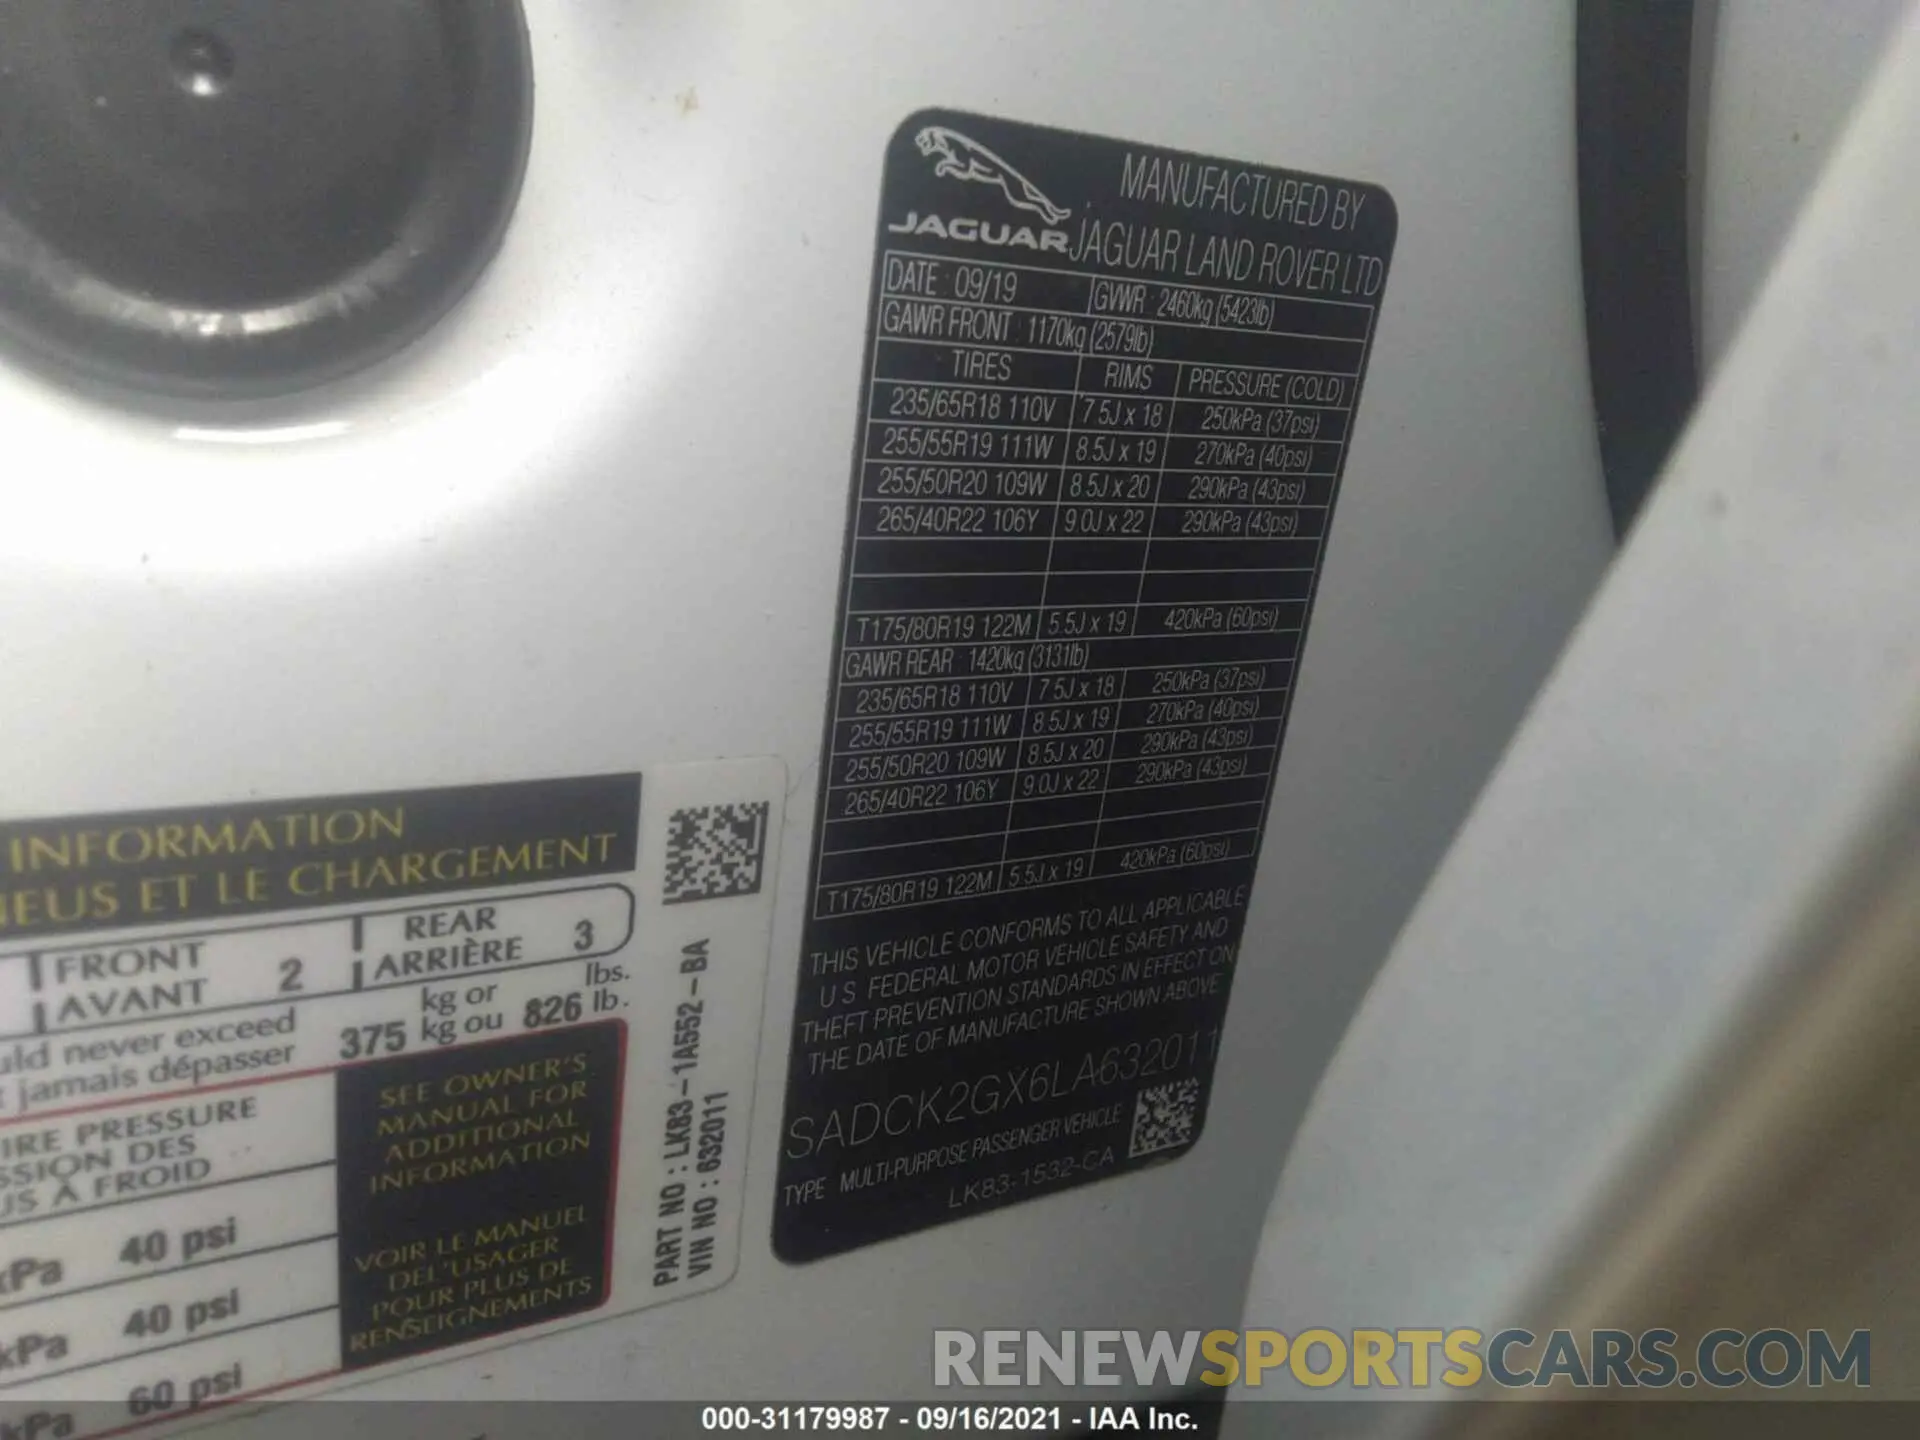 JAGUAR
MANUFACTURED BY
JAGUAR LAND ROVER LTD
DATE : 09/19 GVWR : 2460kg (5423lb)
GAWR FRONT : 1170kg (2579lb)
TIRES RIMS PRESSURE (COLD)
235/65R18 110V 7.5J x 18 250kPa (37psi)
255/55R19 111W 8.5J x 19 270kPa (40psi)
255/50R20 109W 8.5J x 20 290kPa (43psi)
265/40R22 106Y 9.0J x 22 290kPa (43psi)
T175/80R19 122M 5.5J x 19 420kPa (60psi)
GAWR REAR : 1420kg (3131lb)
235/65R18 110V 7.5J x 18 250kPa (37psi)
255/55R19 111W 8.5J x 19 270kPa (40psi)
255/50R20 109W 8.5J x 20 290kPa (43psi)
265/40R22 106Y 9.0J x 22 290kPa (43psi)
T175/80R19 122M 5.5J x 19 420kPa (60psi)
THIS VEHICLE CONFORMS TO ALL APPLICABLE
U S FEDERAL MOTOR VEHICLE SAFETY AND
THEFT PREVENTION STANDARDS IN EFFECT ON
THE DATE OF MANUFACTURE SHOWN ABOVE
SADCK2GX6LA632011
TYPE MULTI-PURPOSE PASSENGER VEHICLE
LK83-1532-CA
INFORMATION
NEUS ET LE CHARGEMENT
FRONT REAR
AVANT 2 ARRIÈRE 3
uld never exceed kg or lbs.
t jamais dépasser 375 kg ou 826 lb.
IRE PRESSURE
SSION DES
US À FROID
kPa 40 psi
kPa 40 psi
kPa 60 psi
SEE OWNER'S
MANUAL FOR
ADDITIONAL
INFORMATION
VOIR LE MANUEL
DEL'USAGER
POUR PLUS DE
RENSEIGNEMENTS
PART NO : LK83-1A552-BA
VIN NO : 632011
RENEWSPORTSCARS.COM
000-31179987 - 09/16/2021 - IAA Inc.